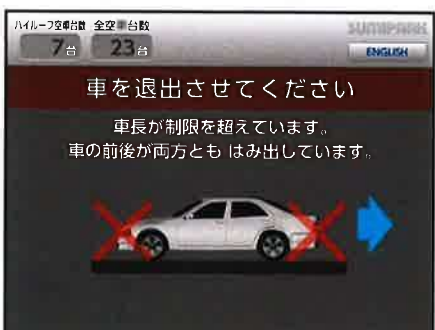 ハイルーフ空車台数 全空車台数
7台 23台
SUMIPARK
ENGLISH
車を退出させてください
車長が制限を超えています。
車の前後が両方とも はみ出しています。